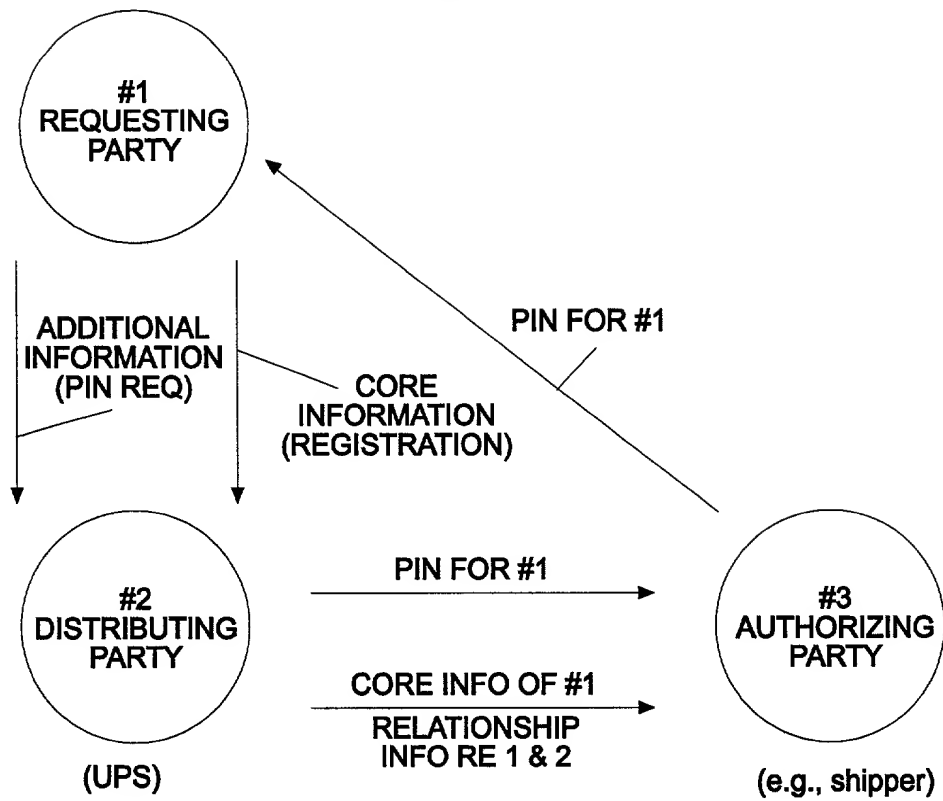 #1
REQUESTING
PARTY
PIN FOR #1
ADDITIONAL
INFORMATION
(PIN REQ)
CORE
INFORMATION
(REGISTRATION)
#2
DISTRIBUTING
PARTY
(UPS)
PIN FOR #1
CORE INFO OF #1
RELATIONSHIP
INFO RE 1 & 2
#3
AUTHORIZING
PARTY
(e.g., shipper)